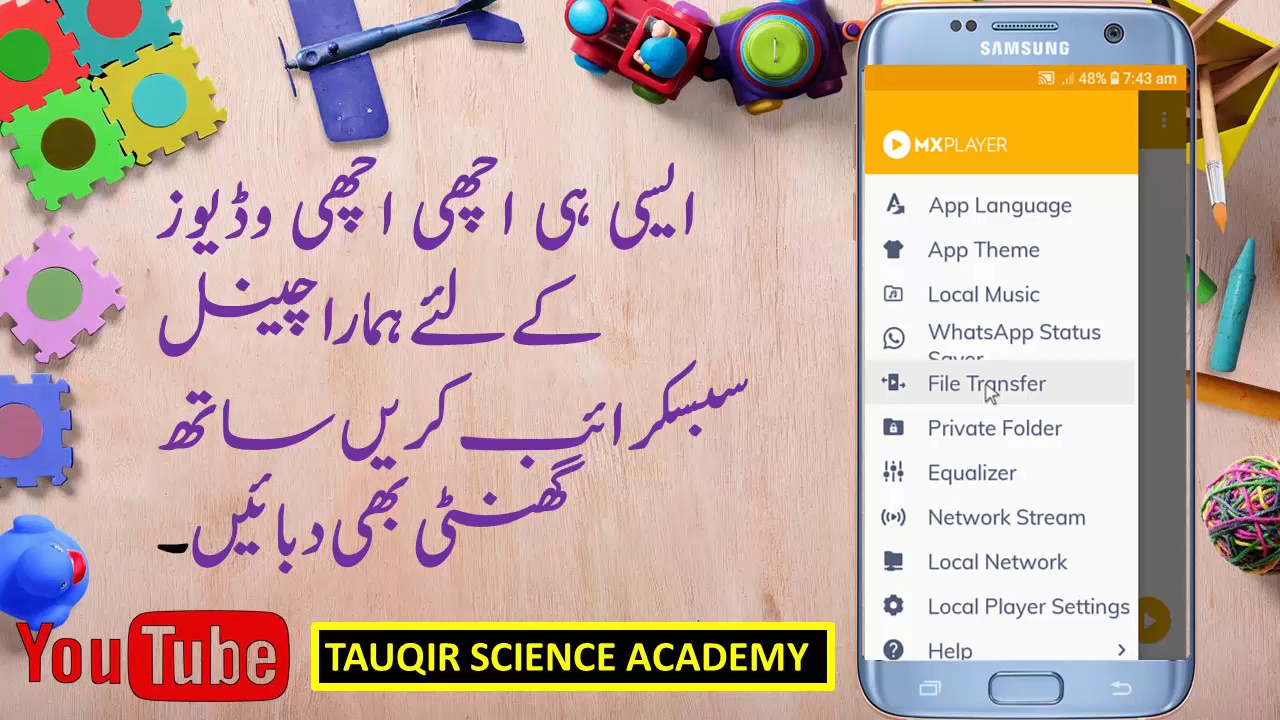 ایسی ہی اچھی اچھی وڈیوز
کے لئے ہمارا چینل
سبسکرائب کریں ساتھ
گھنٹی بھی دبائیں۔
YouTube
TAUQIR SCIENCE ACADEMY
SAMSUNG
48% 7:43 am
MXPLAYER
App Language
App Theme
Local Music
WhatsApp Status
Saver
File Transfer
Private Folder
Equalizer
Network Stream
Local Network
Local Player Settings
Help